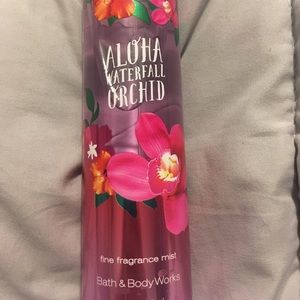 ALOHA
WATERFALL
ORCHID
fine fragrance mist
Bath & Body Works